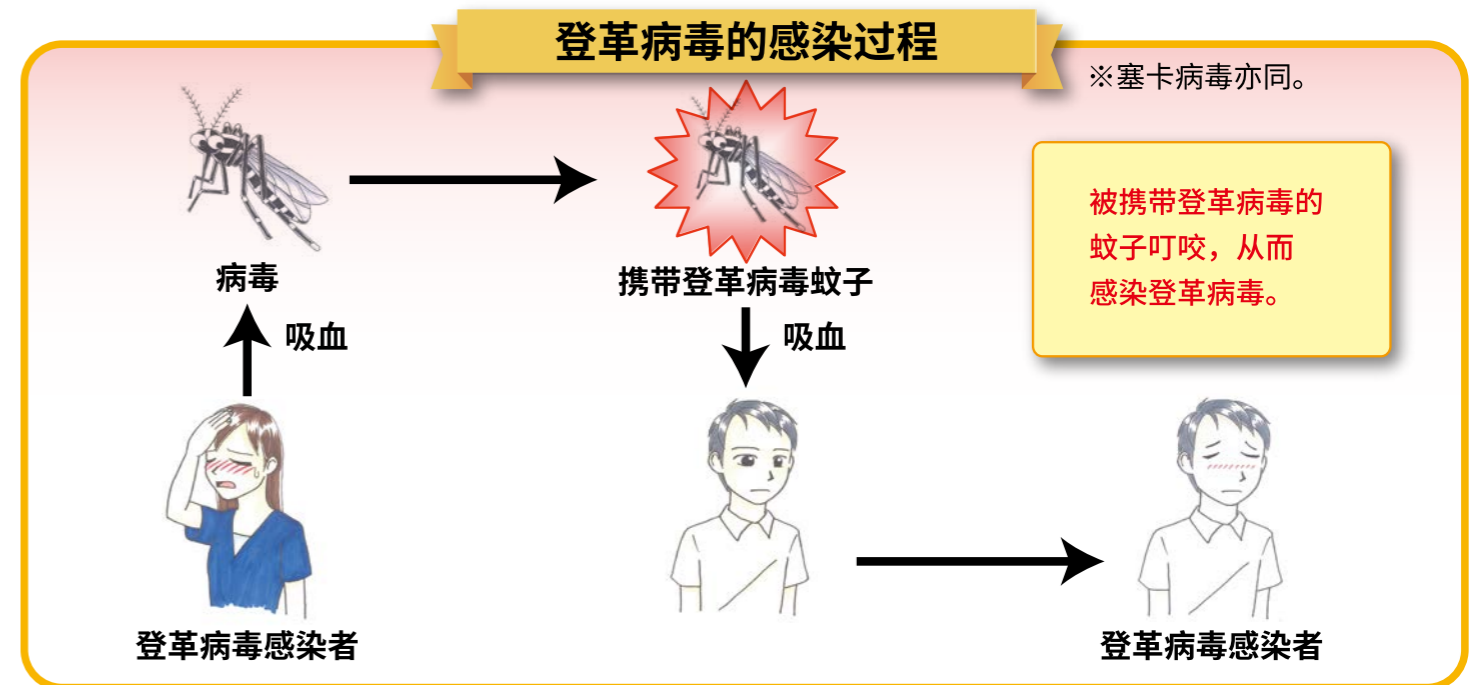 登革病毒的感染过程
※塞卡病毒亦同。
被携带登革病毒的
蚊子叮咬，从而
感染登革病毒。
病毒
携带登革病毒蚊子
吸血
吸血
登革病毒感染者
登革病毒感染者